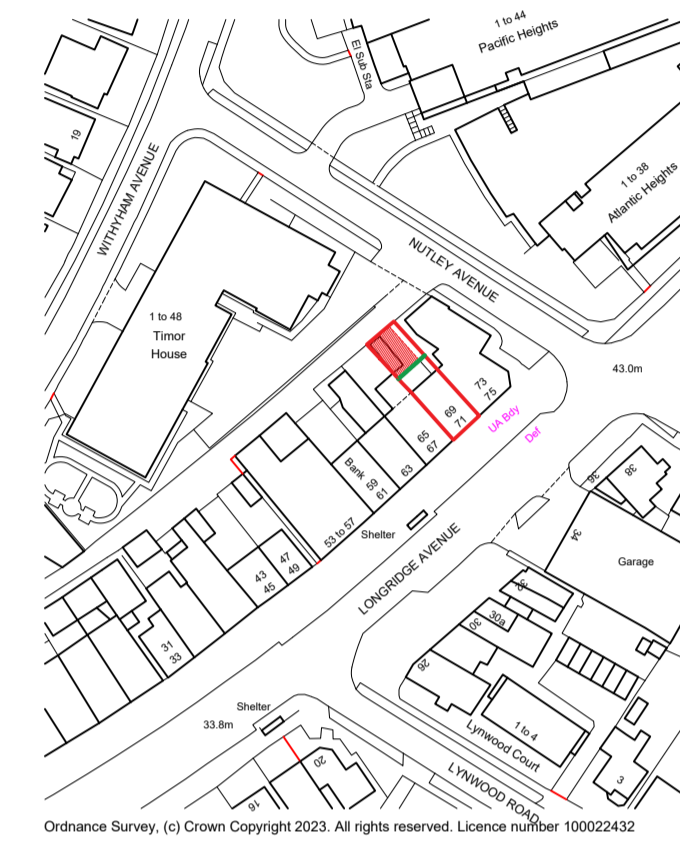 1 to 44
Pacific Heights
El Sub Sta
19
WITHYHAM AVENUE
1 to 38
Atlantic Heights
NUTLEY AVENUE
1 to 48
Timor
House
43.0m
73
75
69
71
UA Bdy
Def
65
67
Bank
59
61
63
53 to 57
Shelter
LONGRIDGE AVENUE
36
38
34
Garage
47
49
43
45
32
30a
30
31
33
26
Shelter
33.8m
1 to 4
Lynwood Court
20
LYNWOOD ROAD
3
16
Ordnance Survey, (c) Crown Copyright 2023. All rights reserved. Licence number 100022432